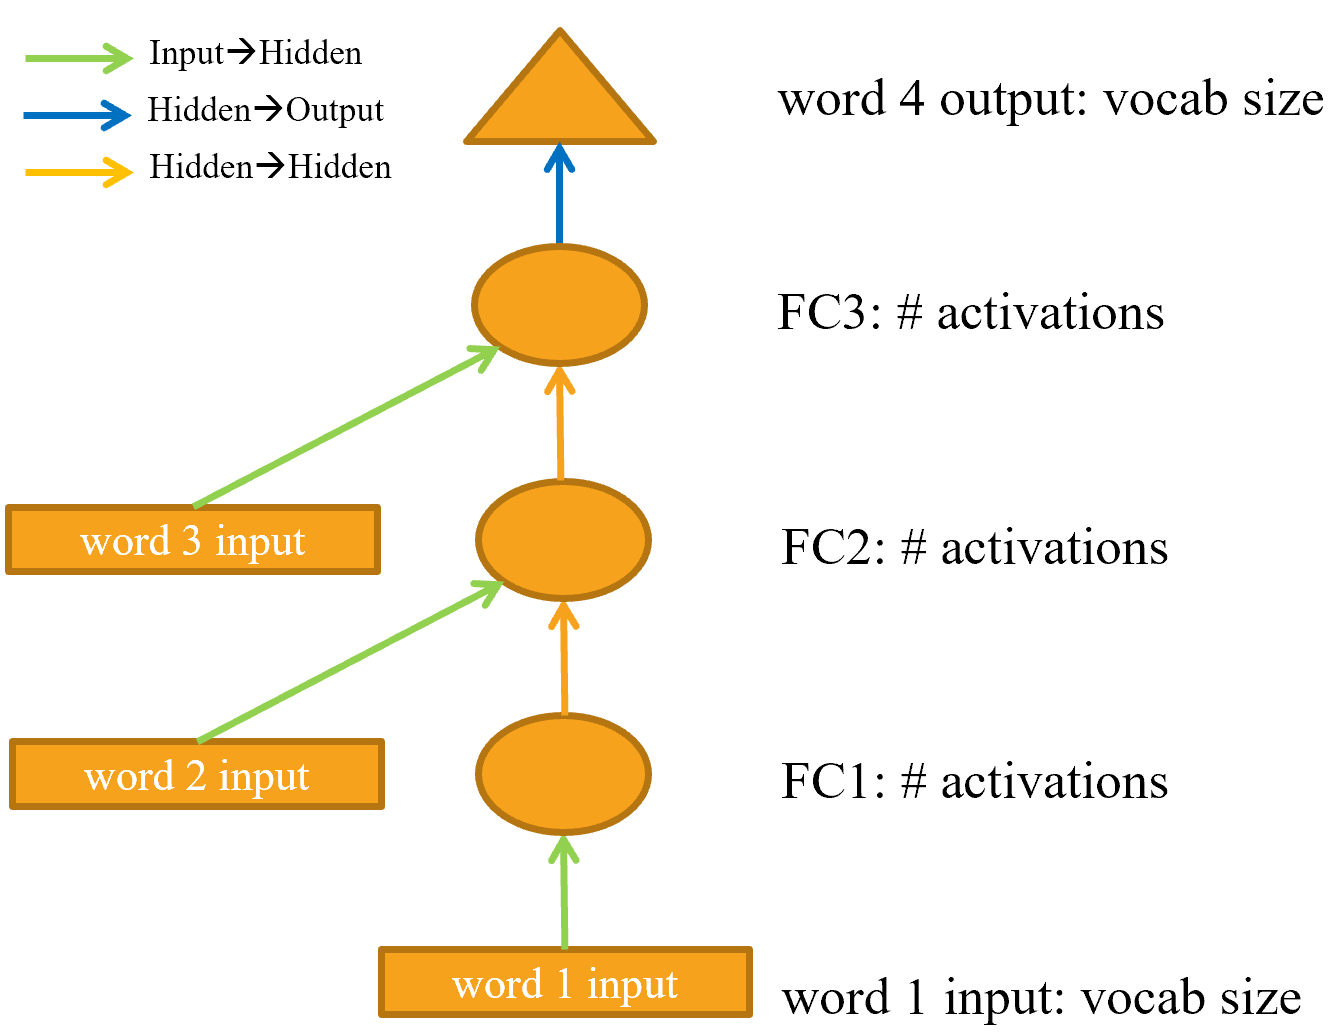 Input→Hidden
Hidden→Output
Hidden→Hidden
word 4 output: vocab size
FC3: # activations
word 3 input
FC2: # activations
word 2 input
FC1: # activations
word 1 input
word 1 input: vocab size